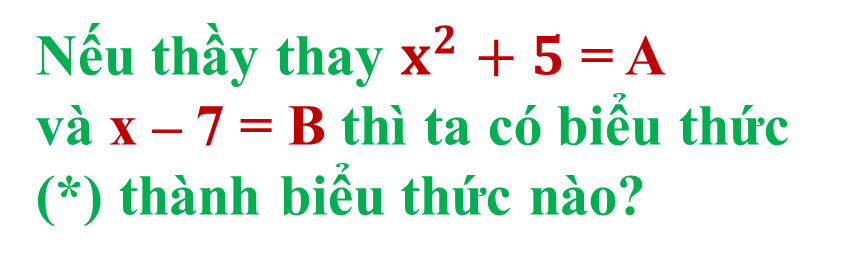 Nếu thầy thay x² + 5 = A
và x – 7 = B thì ta có biểu thức
(*) thành biểu thức nào?